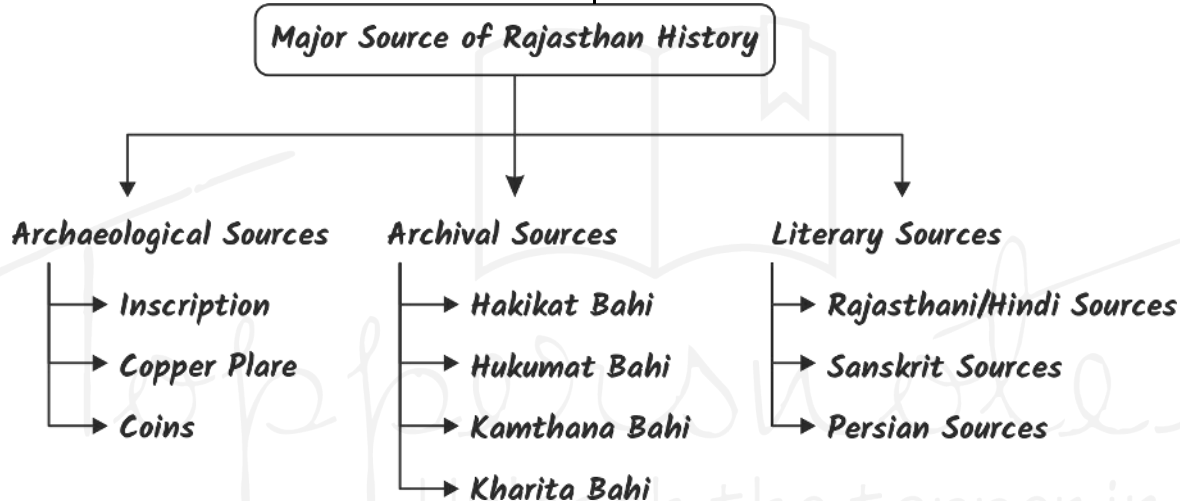 Major Source of Rajasthan History
Archaeological Sources
Inscription
Copper Plare
Coins
Archival Sources
Hakikat Bahi
Hukumat Bahi
Kamthana Bahi
Kharita Bahi
Literary Sources
Rajasthani/Hindi Sources
Sanskrit Sources
Persian Sources
Toppersnotes